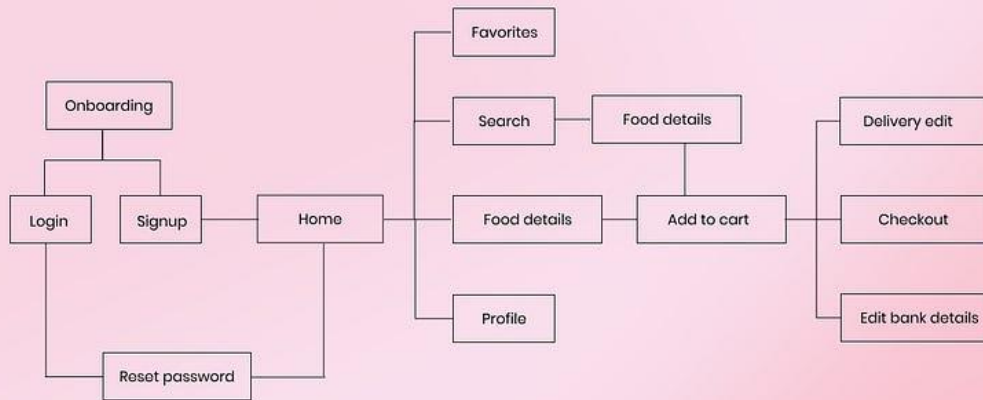 Favorites
Onboarding
Search
Food details
Delivery edit
Login
Signup
Home
Food details
Add to cart
Checkout
Profile
Edit bank details
Reset password